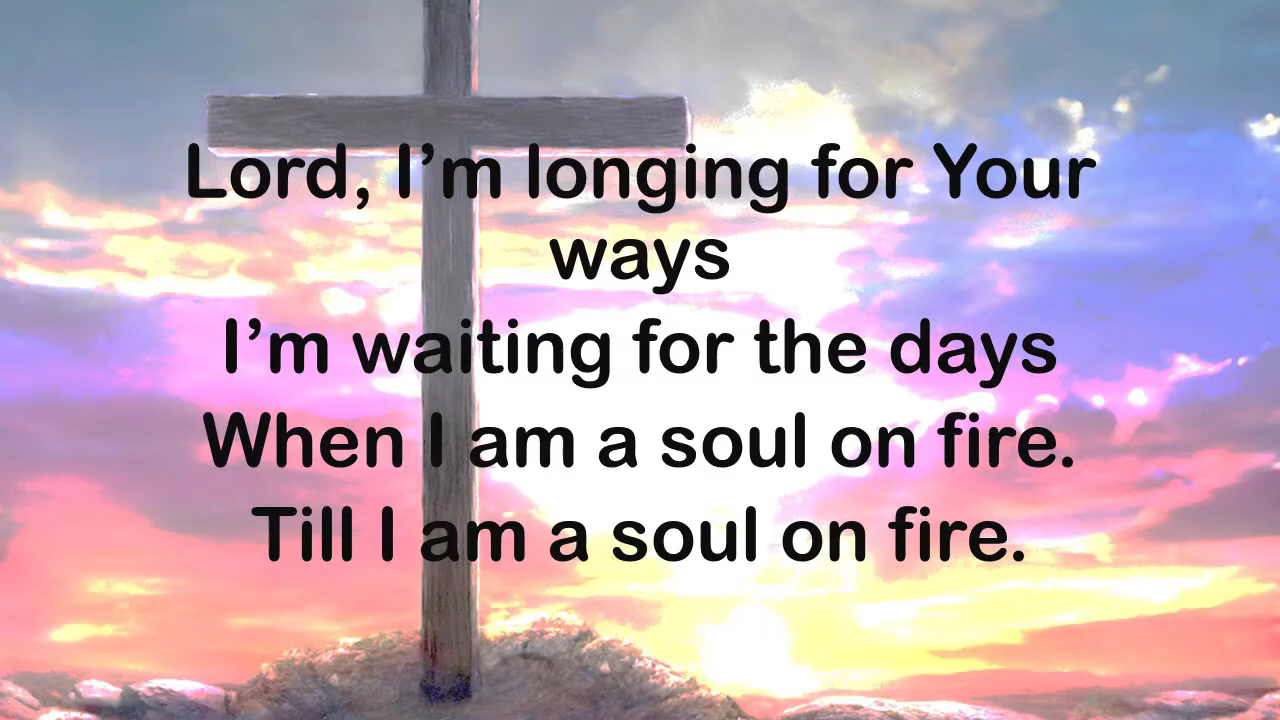 Lord, I’m longing for Your
ways
I’m waiting for the days
When I am a soul on fire.
Till I am a soul on fire.